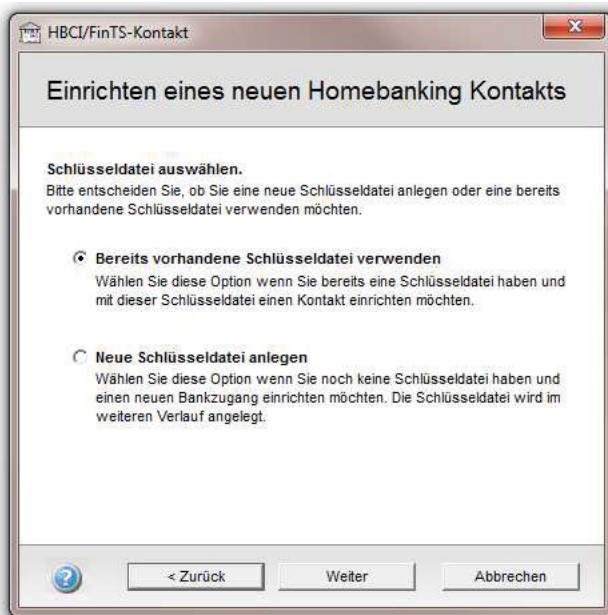 HBCI/FinTS-Kontakt
Einrichten eines neuen Homebanking Kontakts
Schlüsseldatei auswählen.
Bitte entscheiden Sie, ob Sie eine neue Schlüsseldatei anlegen oder eine bereits
vorhandene Schlüsseldatei verwenden möchten.
Bereits vorhandene Schlüsseldatei verwenden
Wählen Sie diese Option wenn Sie bereits eine Schlüsseldatei haben und
mit dieser Schlüsseldatei einen Kontakt einrichten möchten.
Neue Schlüsseldatei anlegen
Wählen Sie diese Option wenn Sie noch keine Schlüsseldatei haben und
einen neuen Bankzugang einrichten möchten. Die Schlüsseldatei wird im
weiteren Verlauf angelegt.
< Zurück Weiter Abbrechen